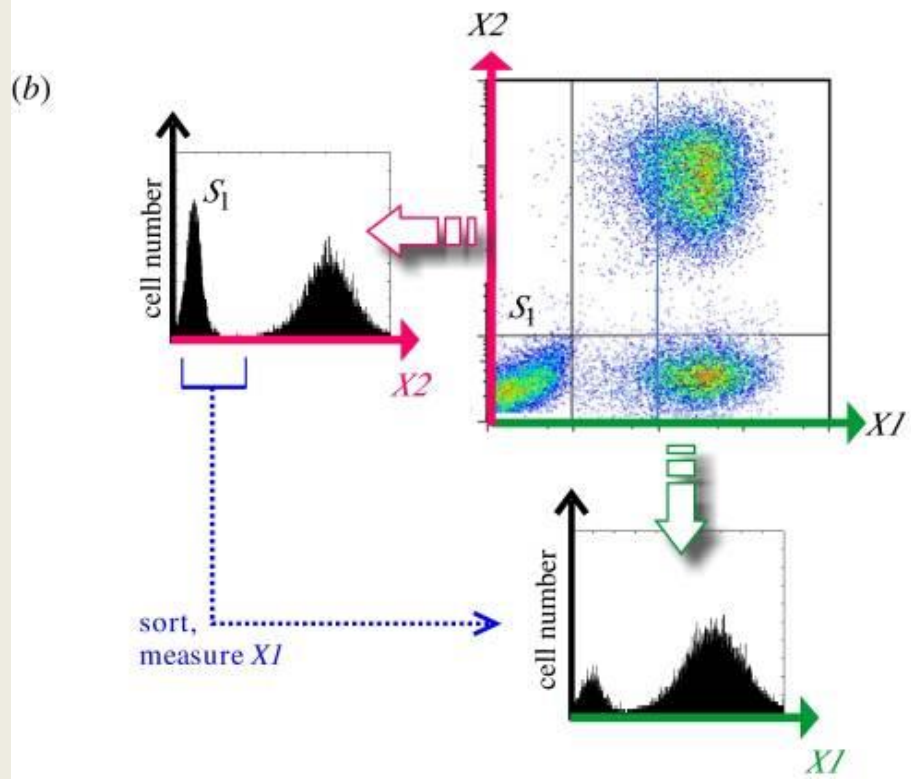 (b)
X2
X1
S1
cell number
S1
X2
sort,
measure X1
cell number
X1